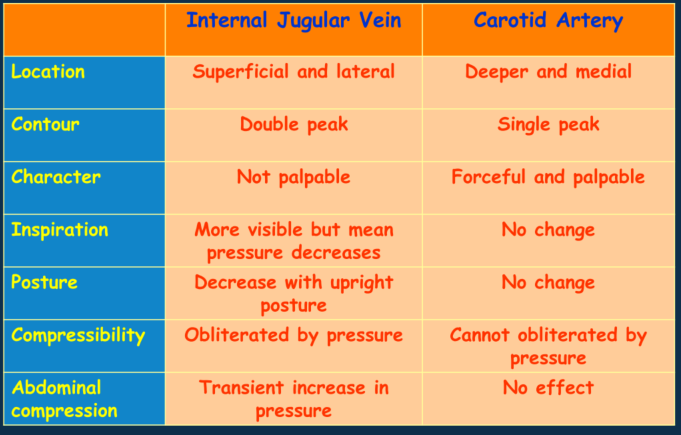 Internal Jugular Vein Carotid Artery
Location Superficial and lateral Deeper and medial
Contour Double peak Single peak
Character Not palpable Forceful and palpable
Inspiration More visible but mean No change
pressure decreases
Posture Decrease with upright No change
posture
Compressibility Obliterated by pressure Cannot obliterated by
pressure
Abdominal Transient increase in No effect
compression pressure